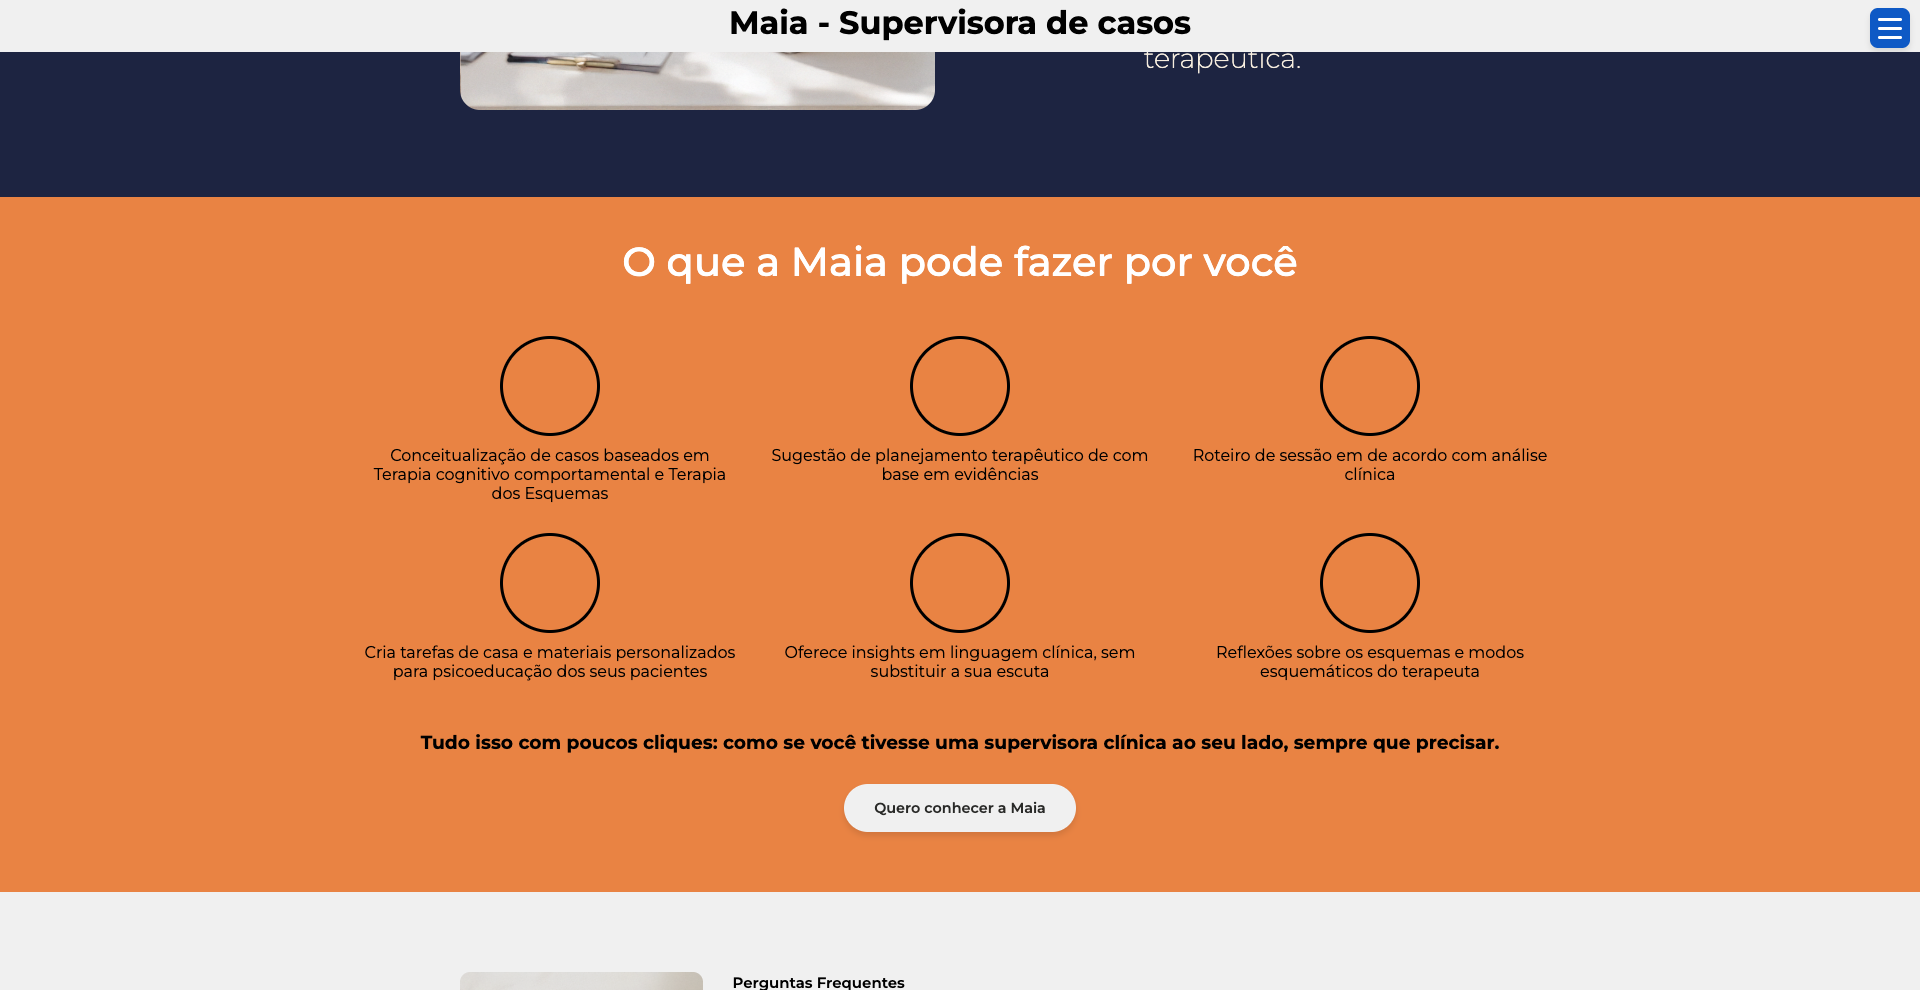 Maia - Supervisora de casos
terapêutica.
O que a Maia pode fazer por você
Conceitualização de casos baseados em
Terapia cognitivo comportamental e Terapia
dos Esquemas
Sugestão de planejamento terapêutico de com
base em evidências
Roteiro de sessão em de acordo com análise
clínica
Cria tarefas de casa e materiais personalizados
para psicoeducação dos seus pacientes
Oferece insights em linguagem clínica, sem
substituir a sua escuta
Reflexões sobre os esquemas e modos
esquemáticos do terapeuta
Tudo isso com poucos cliques: como se você tivesse uma supervisora clínica ao seu lado, sempre que precisar.
Quero conhecer a Maia
Perguntas Frequentes